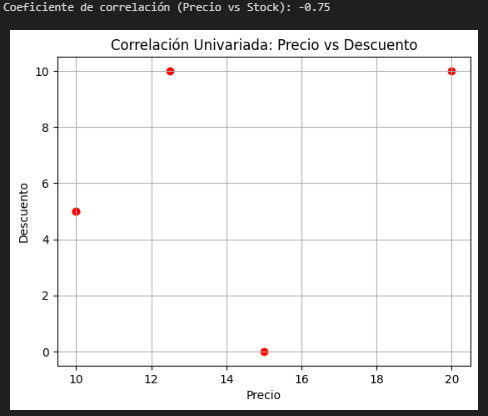 Coeficiente de correlación (Precio vs Stock): -0.75
Correlación Univariada: Precio vs Descuento
10
8
6
4
2
0
Descuento
10 12 14 16 18 20
Precio